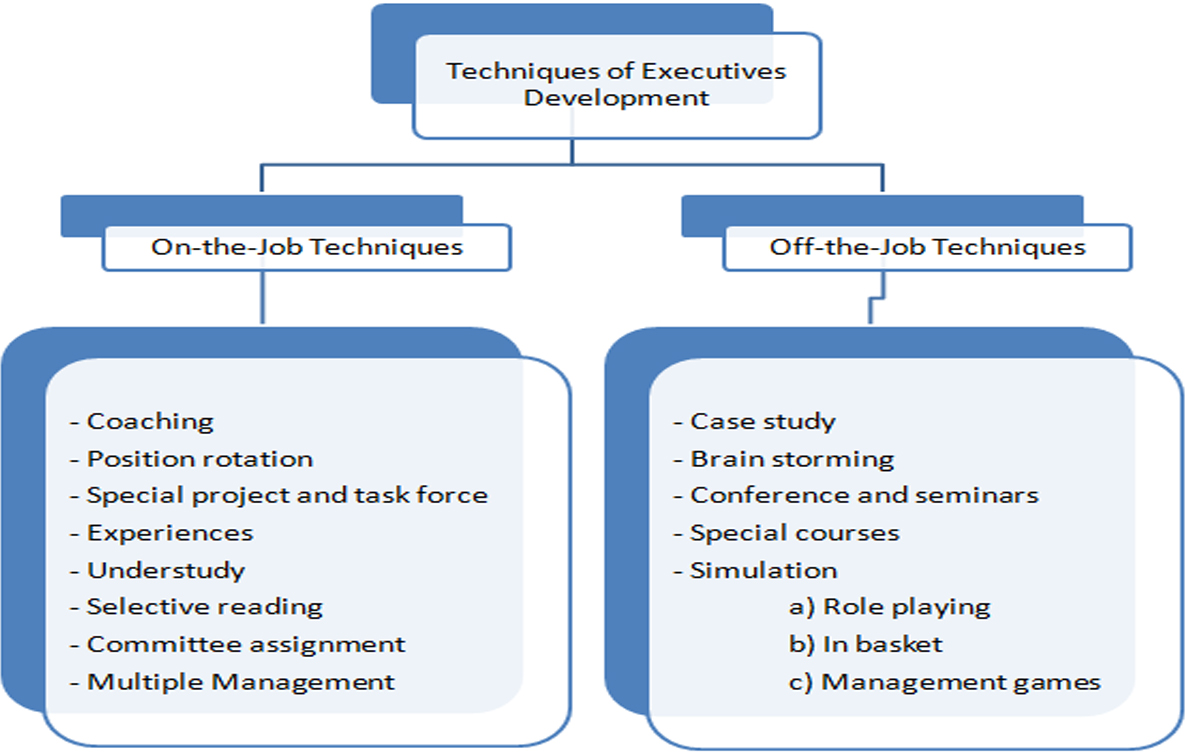 Techniques of Executives
Development
On-the-Job Techniques
Off-the-Job Techniques
- Coaching
- Position rotation
- Special project and task force
- Experiences
- Understudy
- Selective reading
- Committee assignment
- Multiple Management
- Case study
- Brain storming
- Conference and seminars
- Special courses
- Simulation
a) Role playing
b) In basket
c) Management games